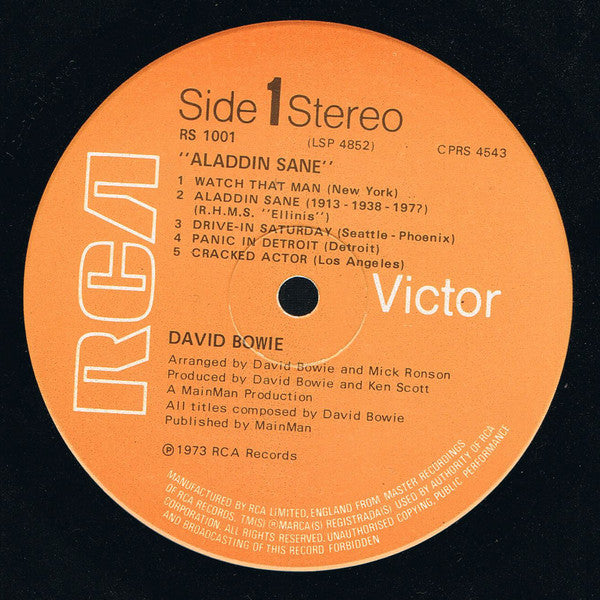 Side 1 Stereo
RS 1001
(LSP 4852)
CPRS 4543
"ALADDIN SANE"
1 WATCH THAT MAN (New York)
2 ALADDIN SANE (1913-1938-197?)
(R.H.M.S. "Ellinis")
3 DRIVE-IN SATURDAY (Seattle-Phoenix)
4 PANIC IN DETROIT (Detroit)
5 CRACKED ACTOR (Los Angeles)
RCA
Victor
DAVID BOWIE
Arranged by David Bowie and Mick Ronson
Produced by David Bowie and Ken Scott
A MainMan Production
All titles composed by David Bowie
Published by MainMan
Ⓟ 1973 RCA Records
MANUFACTURED BY RCA LIMITED, ENGLAND FROM MASTER RECORDINGS
OF RCA RECORDS. TM(S) ® MARCA(S) REGISTRADA(S) USED BY AUTHORITY OF RCA
CORPORATION. ALL RIGHTS RESERVED. UNAUTHORISED COPYING, PUBLIC PERFORMANCE
AND BROADCASTING OF THIS RECORD FORBIDDEN